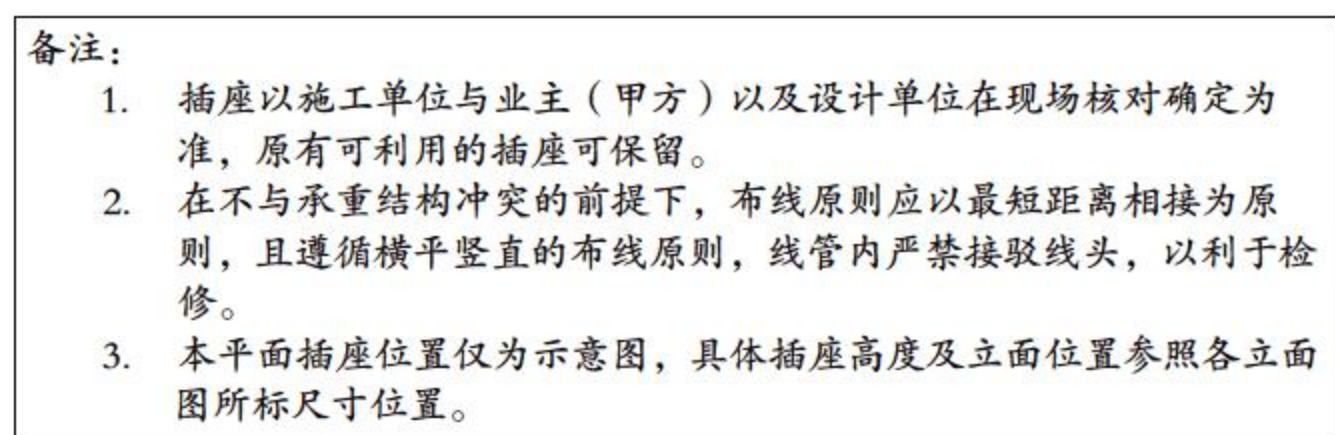 备注：
1. 插座以施工单位与业主（甲方）以及设计单位在现场核对确定为
准，原有可利用的插座可保留。
2. 在不与承重结构冲突的前提下，布线原则应以最短距离相接为原
则，且遵循横平竖直的布线原则，线管内严禁接驳线头，以利于检
修。
3. 本平面插座位置仅为示意图，具体插座高度及立面位置参照各立面
图所标尺寸位置。